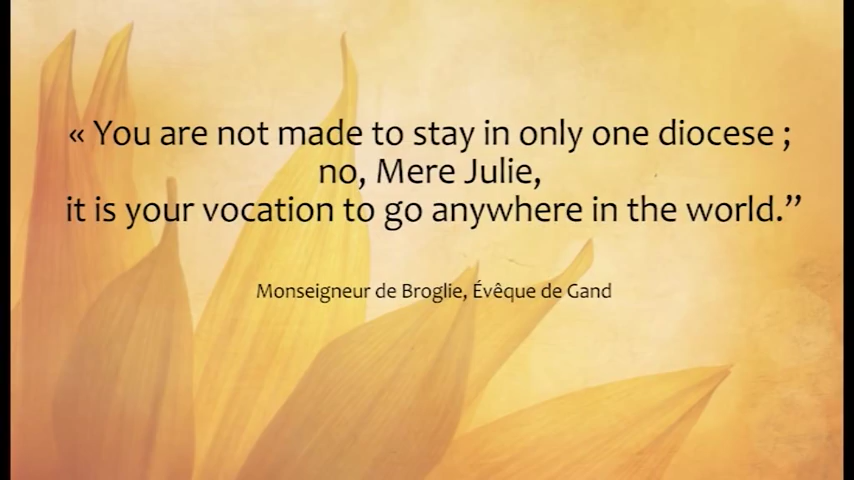 « You are not made to stay in only one diocese ;
no, Mere Julie,
it is your vocation to go anywhere in the world.”
Monseigneur de Broglie, Évêque de Gand